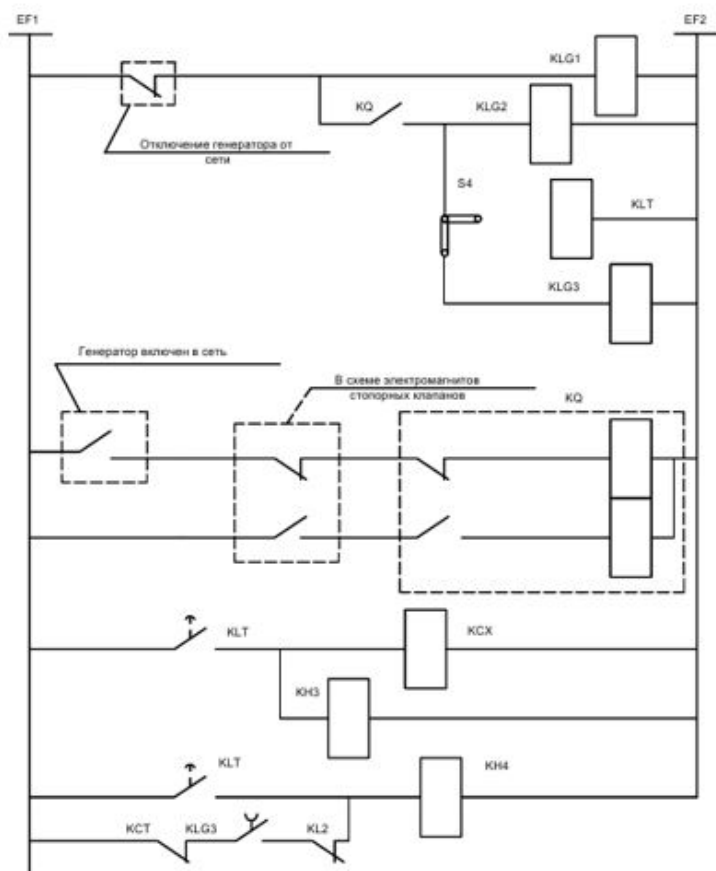 EF1
EF2
KLG1
KQ
KLG2
Отключение генератора от
сети
S4
KLT
KLG3
Генератор включен в сеть
В схеме электромагнитов
стопорных клапанов
KQ
KLT
KCX
KH3
KLT
KH4
KCT
KLG3
KL2